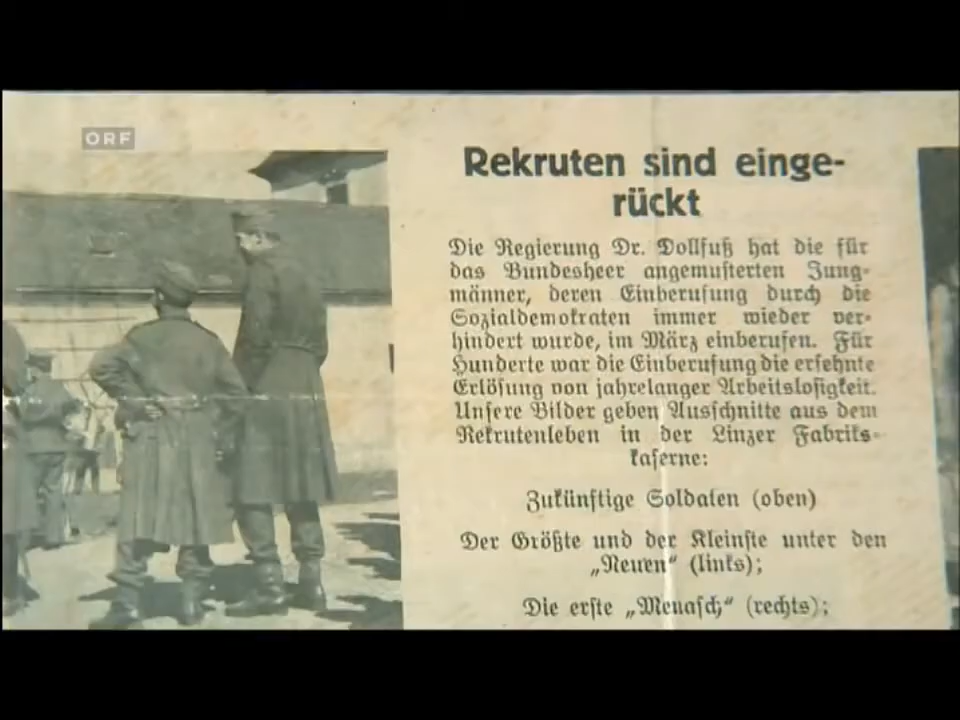 ORF
Rekruten sind einge-
rückt
Die Regierung Dr. Dollfuß hat die für
das Bundesheer angemusterten Jung-
männer, deren Einberufung durch die
Sozialdemokraten immer wieder ver-
hindert wurde, im März einberufen. Für
Hunderte war die Einberufung die ersehnte
Erlösung von jahrelanger Arbeitslosigkeit.
Unsere Bilder geben Ausschnitte aus dem
Rekrutenleben in der Linzer Fabriks-
kaserne:
Zukünftige Soldaten (oben)
Der Größte und der Kleinste unter den
„Neuen“ (links);
Die erste „Menasch“ (rechts);